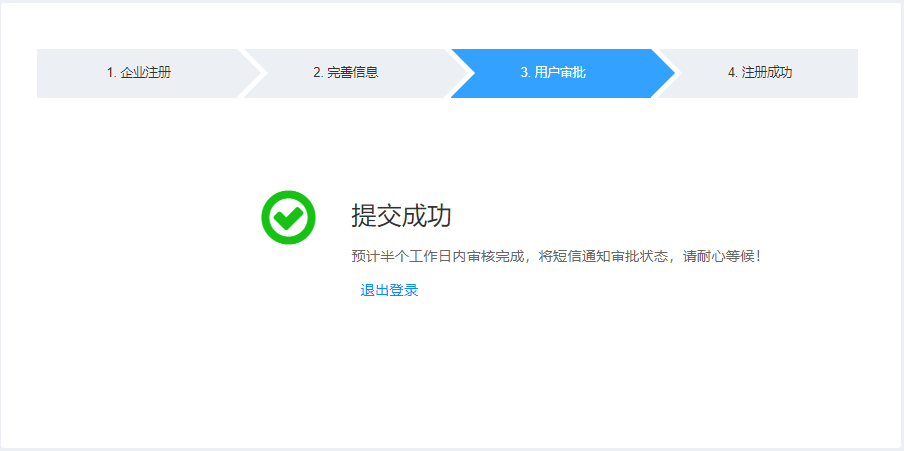 1. 企业注册
2. 完善信息
3. 用户审批
4. 注册成功
提交成功
预计半个工作日内审核完成，将短信通知审批状态，请耐心等候！
退出登录